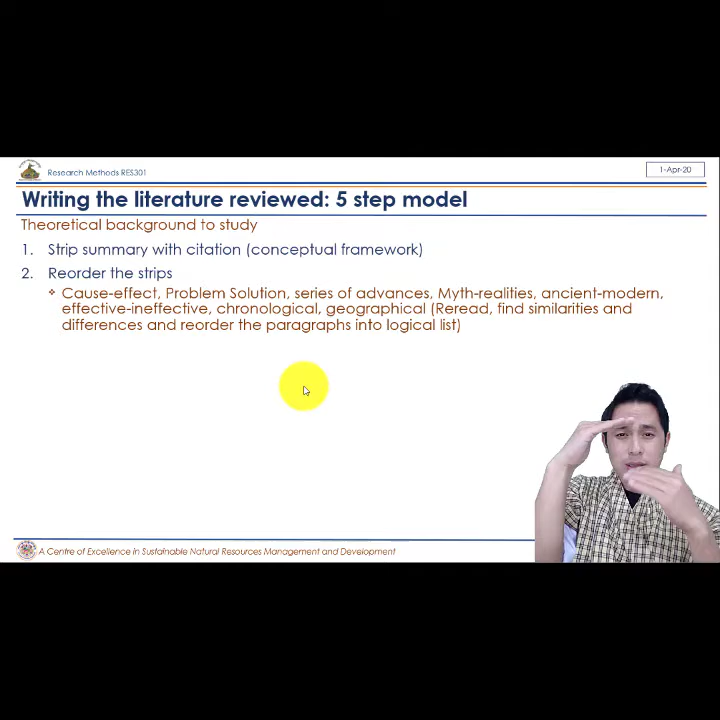 Research Methods RES301
1-Apr-20
Writing the literature reviewed: 5 step model
Theoretical background to study
1. Strip summary with citation (conceptual framework)
2. Reorder the strips
❖ Cause-effect, Problem Solution, series of advances, Myth-realities, ancient-modern,
effective-ineffective, chronological, geographical (Reread, find similarities and
differences and reorder the paragraphs into logical list)
A Centre of Excellence in Sustainable Natural Resources Management and Development